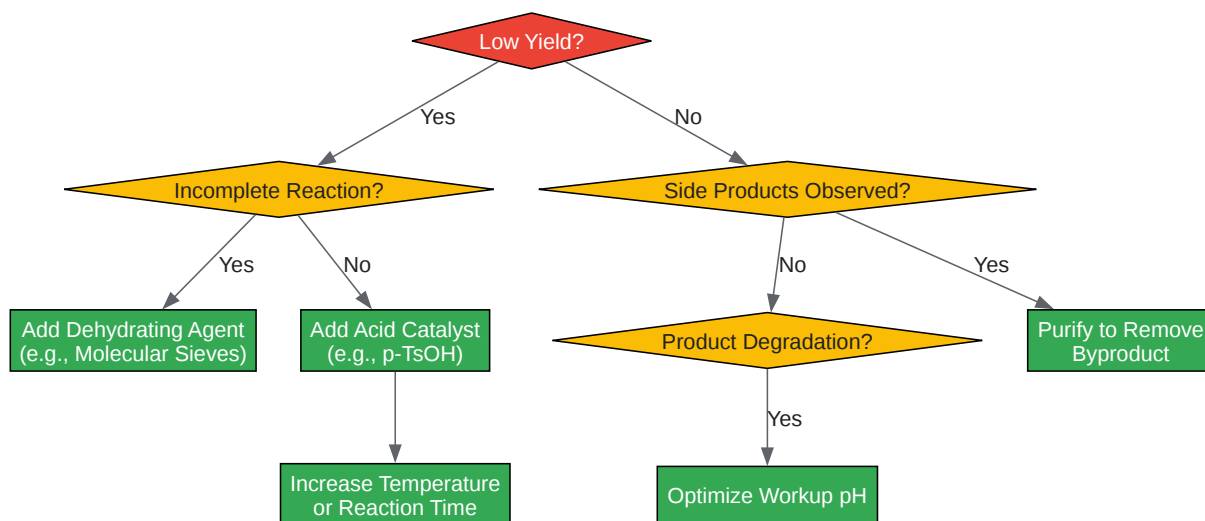 Low Yield?
Yes
No
Incomplete Reaction?
Side Products Observed?
Yes
No
No
Yes
Add Dehydrating Agent
(e.g., Molecular Sieves)
Add Acid Catalyst
(e.g., p-TsOH)
Product Degradation?
Purify to Remove
Byproduct
Yes
Increase Temperature
or Reaction Time
Optimize Workup pH